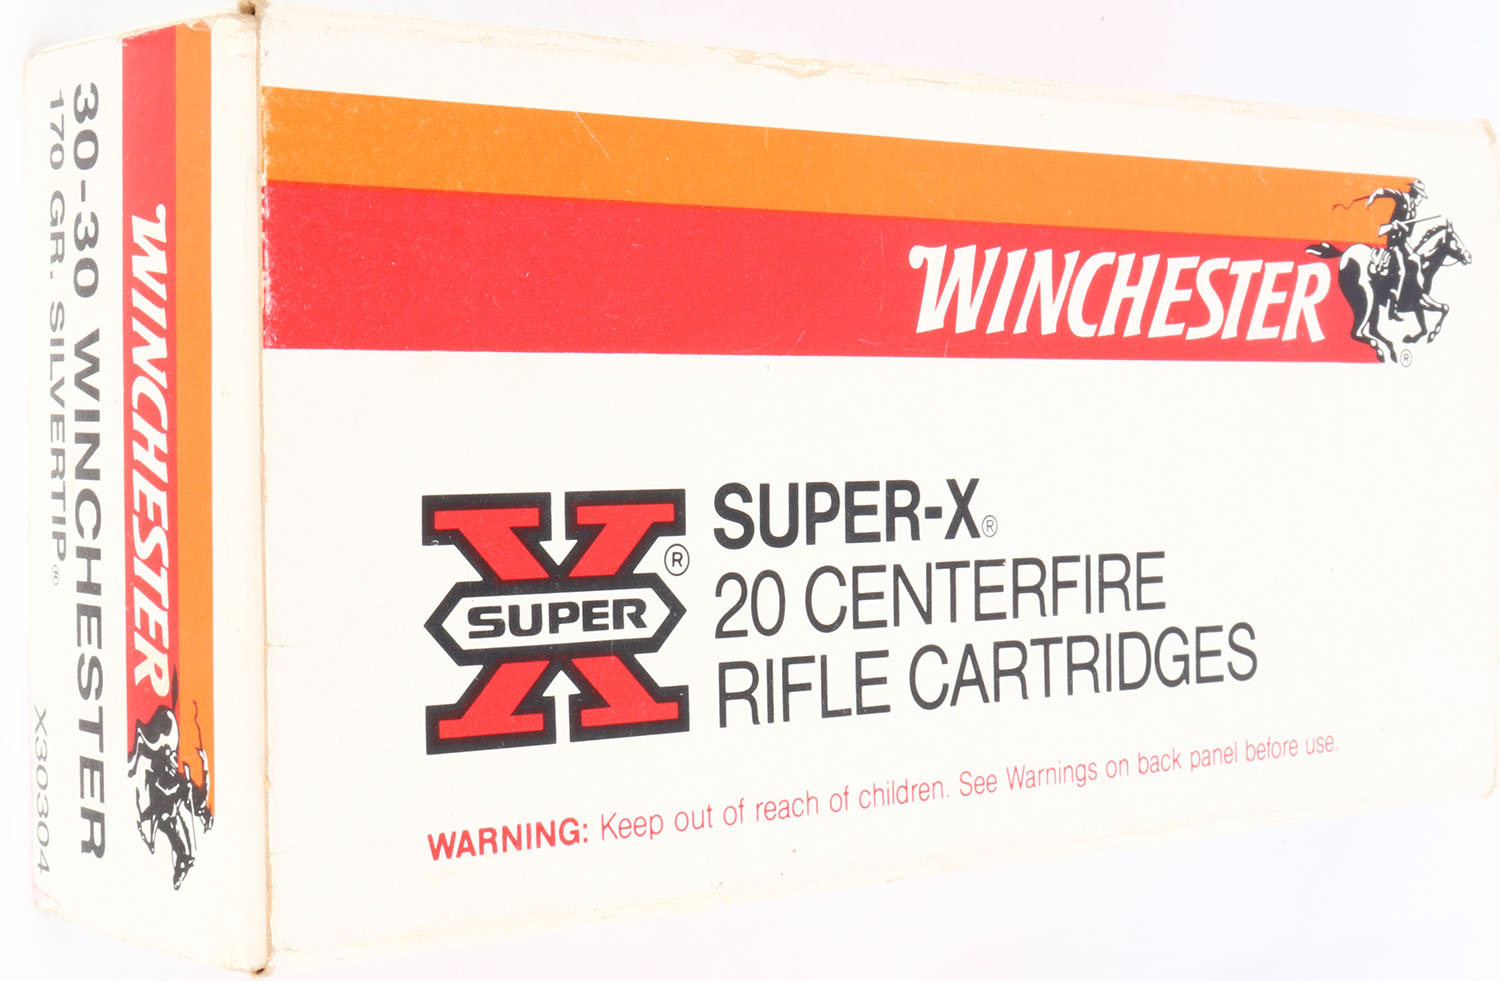 30-30 WINCHESTER
170 GR. SILVERTIP®
X30304
WINCHESTER
WINCHESTER
®
SUPER
®
SUPER-X®
20 CENTERFIRE
RIFLE CARTRIDGES
WARNING: Keep out of reach of children. See Warnings on back panel before use.